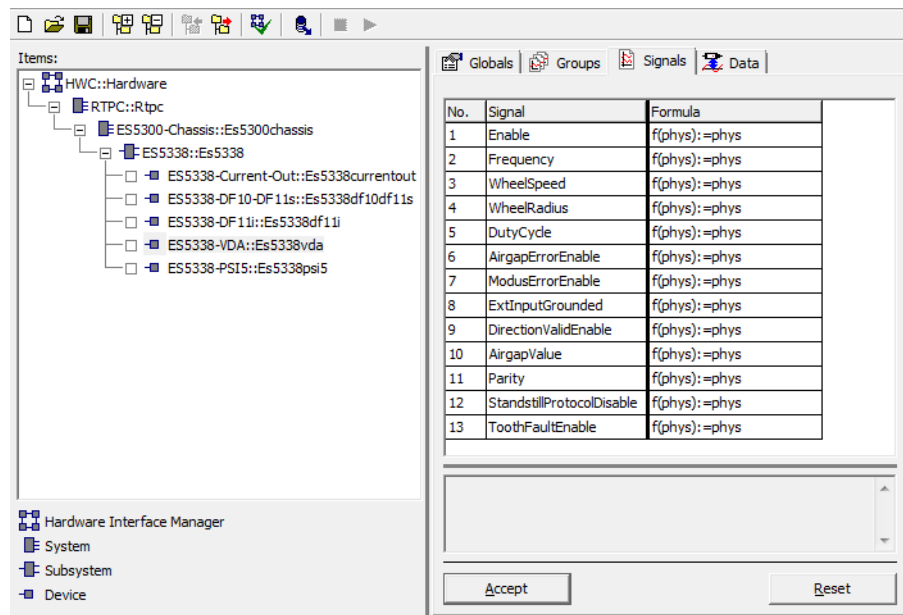 Items:
HWC::Hardware
RTPC::Rtpc
ES5300-Chassis::Es5300chassis
ES5338::Es5338
ES5338-Current-Out::Es5338currentout
ES5338-DF10-DF11s::Es5338df10df11s
ES5338-DF11i::Es5338df11i
ES5338-VDA::Es5338vda
ES5338-PSI5::Es5338psi5
Hardware Interface Manager
System
Subsystem
Device
Globals Groups Signals Data
No. Signal Formula
1 Enable f(phys):=phys
2 Frequency f(phys):=phys
3 WheelSpeed f(phys):=phys
4 WheelRadius f(phys):=phys
5 DutyCycle f(phys):=phys
6 AirgapErrorEnable f(phys):=phys
7 ModusErrorEnable f(phys):=phys
8 ExtInputGrounded f(phys):=phys
9 DirectionValidEnable f(phys):=phys
10 AirgapValue f(phys):=phys
11 Parity f(phys):=phys
12 StandstillProtocolDisable f(phys):=phys
13 ToothFaultEnable f(phys):=phys
Accept Reset